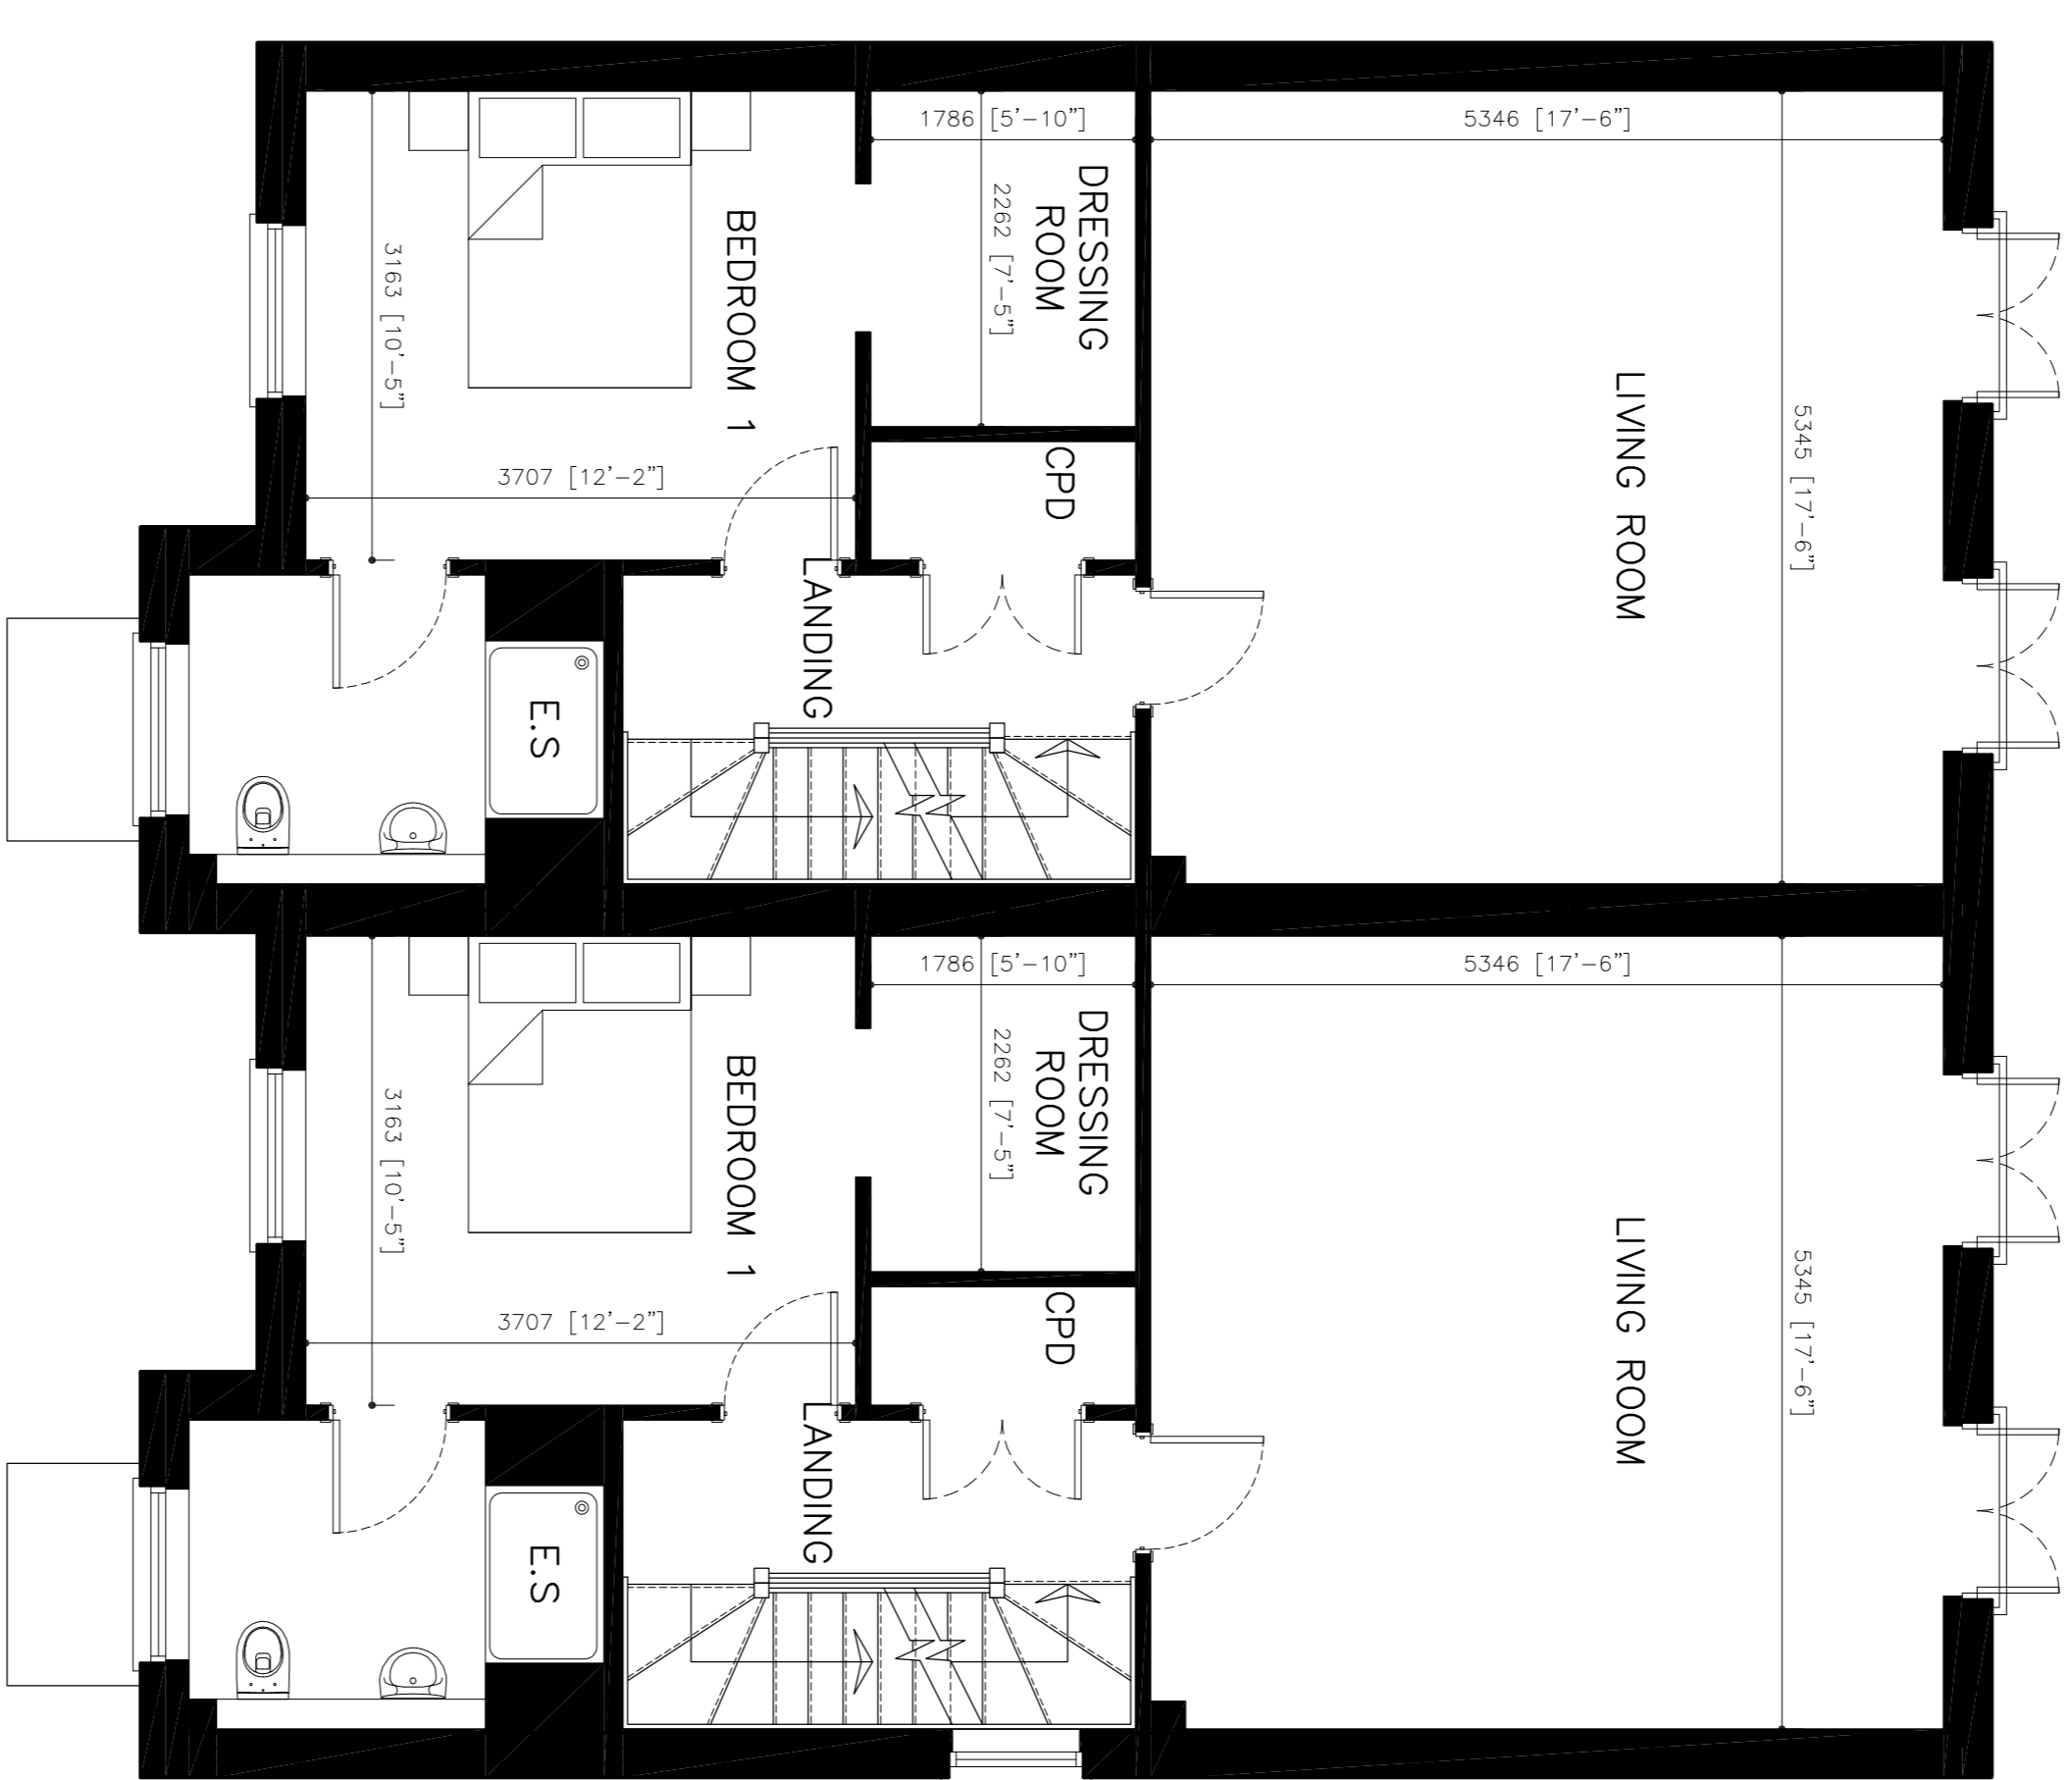 1786 [5'-10"]
5346 [17'-6"]
DRESSING
ROOM
2262 [7'-5"]
BEDROOM 1
3163 [10'-5"]
LIVING ROOM
5345 [17'-6"]
3707 [12'-2"]
CPD
LANDING
E.S
1786 [5'-10"]
5346 [17'-6"]
DRESSING
ROOM
2262 [7'-5"]
BEDROOM 1
3163 [10'-5"]
LIVING ROOM
5345 [17'-6"]
3707 [12'-2"]
CPD
LANDING
E.S